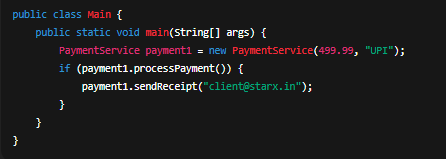 public class Main {
    public static void main(String[] args) {
        PaymentService payment1 = new PaymentService(499.99, "UPI");
        if (payment1.processPayment()) {
            payment1.sendReceipt("client@starx.in");
        }
    }
}